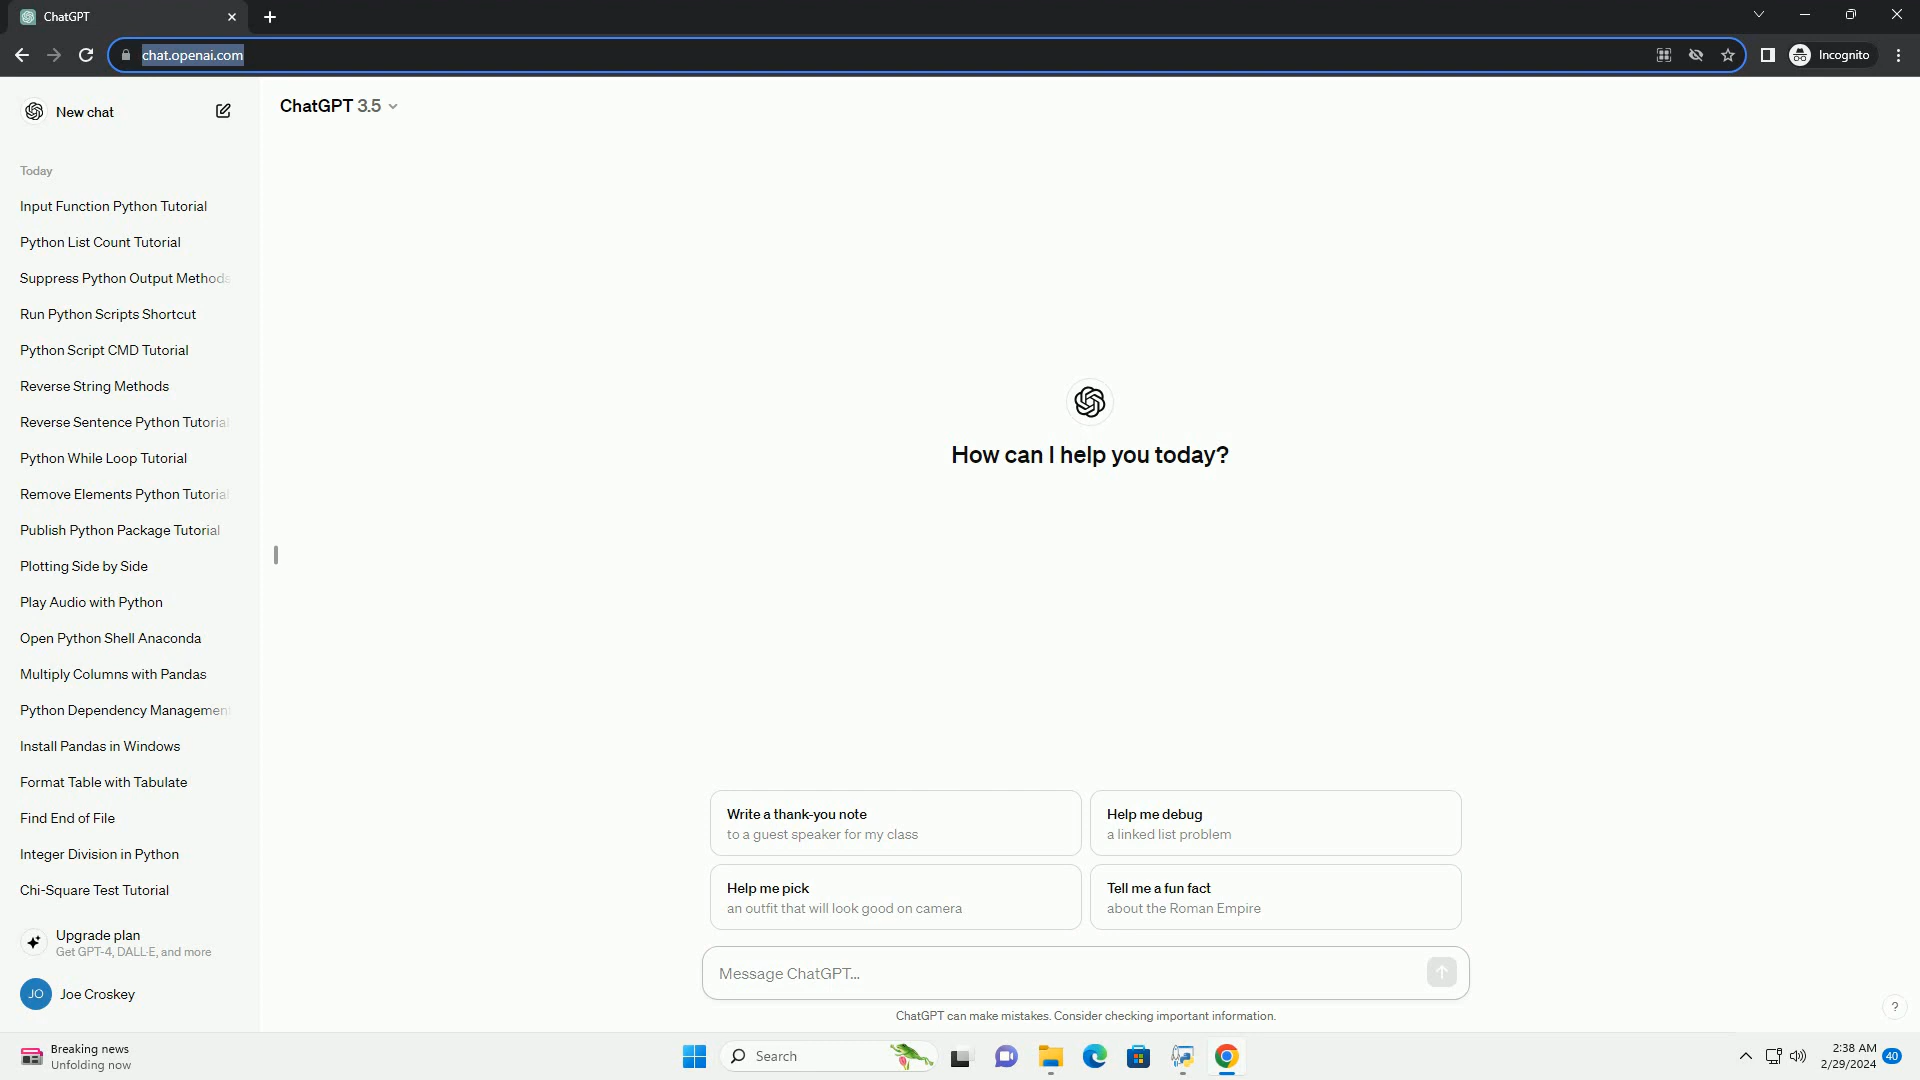 ChatGPT
chat.openai.com
Incognito
New chat
ChatGPT 3.5
Today
Input Function Python Tutorial
Python List Count Tutorial
Suppress Python Output Methods
Run Python Scripts Shortcut
Python Script CMD Tutorial
Reverse String Methods
Reverse Sentence Python Tutorial
Python While Loop Tutorial
Remove Elements Python Tutorial
Publish Python Package Tutorial
Plotting Side by Side
Play Audio with Python
Open Python Shell Anaconda
Multiply Columns with Pandas
Python Dependency Management
Install Pandas in Windows
Format Table with Tabulate
Find End of File
Integer Division in Python
Chi-Square Test Tutorial
Upgrade plan
Get GPT-4, DALL·E, and more
JO Joe Croskey
How can I help you today?
Write a thank-you note
to a guest speaker for my class
Help me debug
a linked list problem
Help me pick
an outfit that will look good on camera
Tell me a fun fact
about the Roman Empire
Message ChatGPT...
ChatGPT can make mistakes. Consider checking important information.
?
Breaking news
Unfolding now
Search
2:38 AM
2/29/2024
40